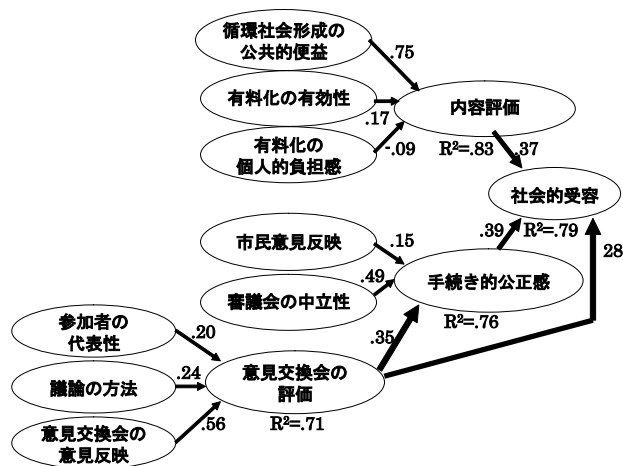 循環社会形成の
公共的便益
.75
有料化の有効性
.17
内容評価
有料化の
個人的負担感
-.09
R²=.83
.37
社会的受容
R²=.79
市民意見反映
.15
.39
28
審議会の中立性
.49
手続き的公正感
R²=.76
参加者の
代表性
.20
.35
議論の方法
.24
意見交換会の
評価
R²=.71
意見交換会の
意見反映
.56